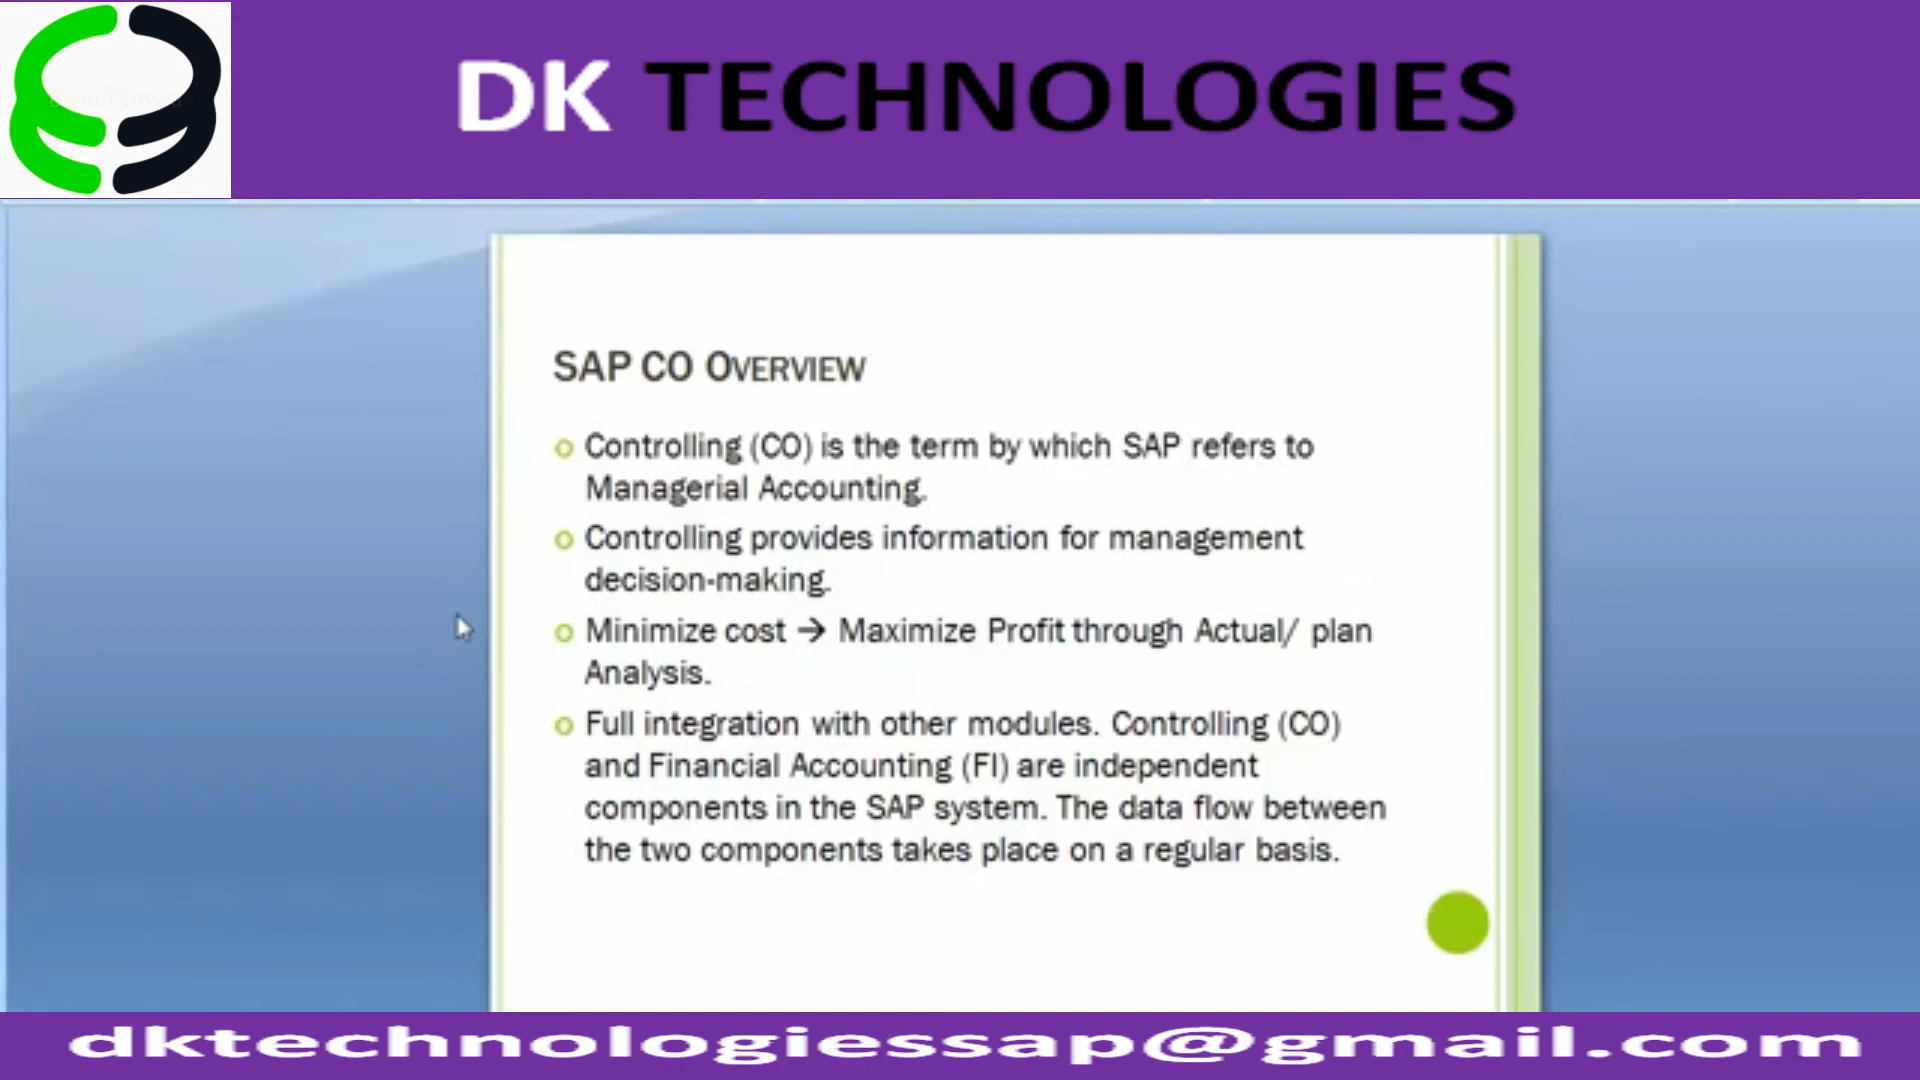 DK TECHNOLOGIES
SAP CO OVERVIEW
Controlling (CO) is the term by which SAP refers to
Managerial Accounting.
Controlling provides information for management
decision-making.
Minimize cost → Maximize Profit through Actual/ plan
Analysis.
Full integration with other modules. Controlling (CO)
and Financial Accounting (FI) are independent
components in the SAP system. The data flow between
the two components takes place on a regular basis.
dktechnologiessap@gmail.com